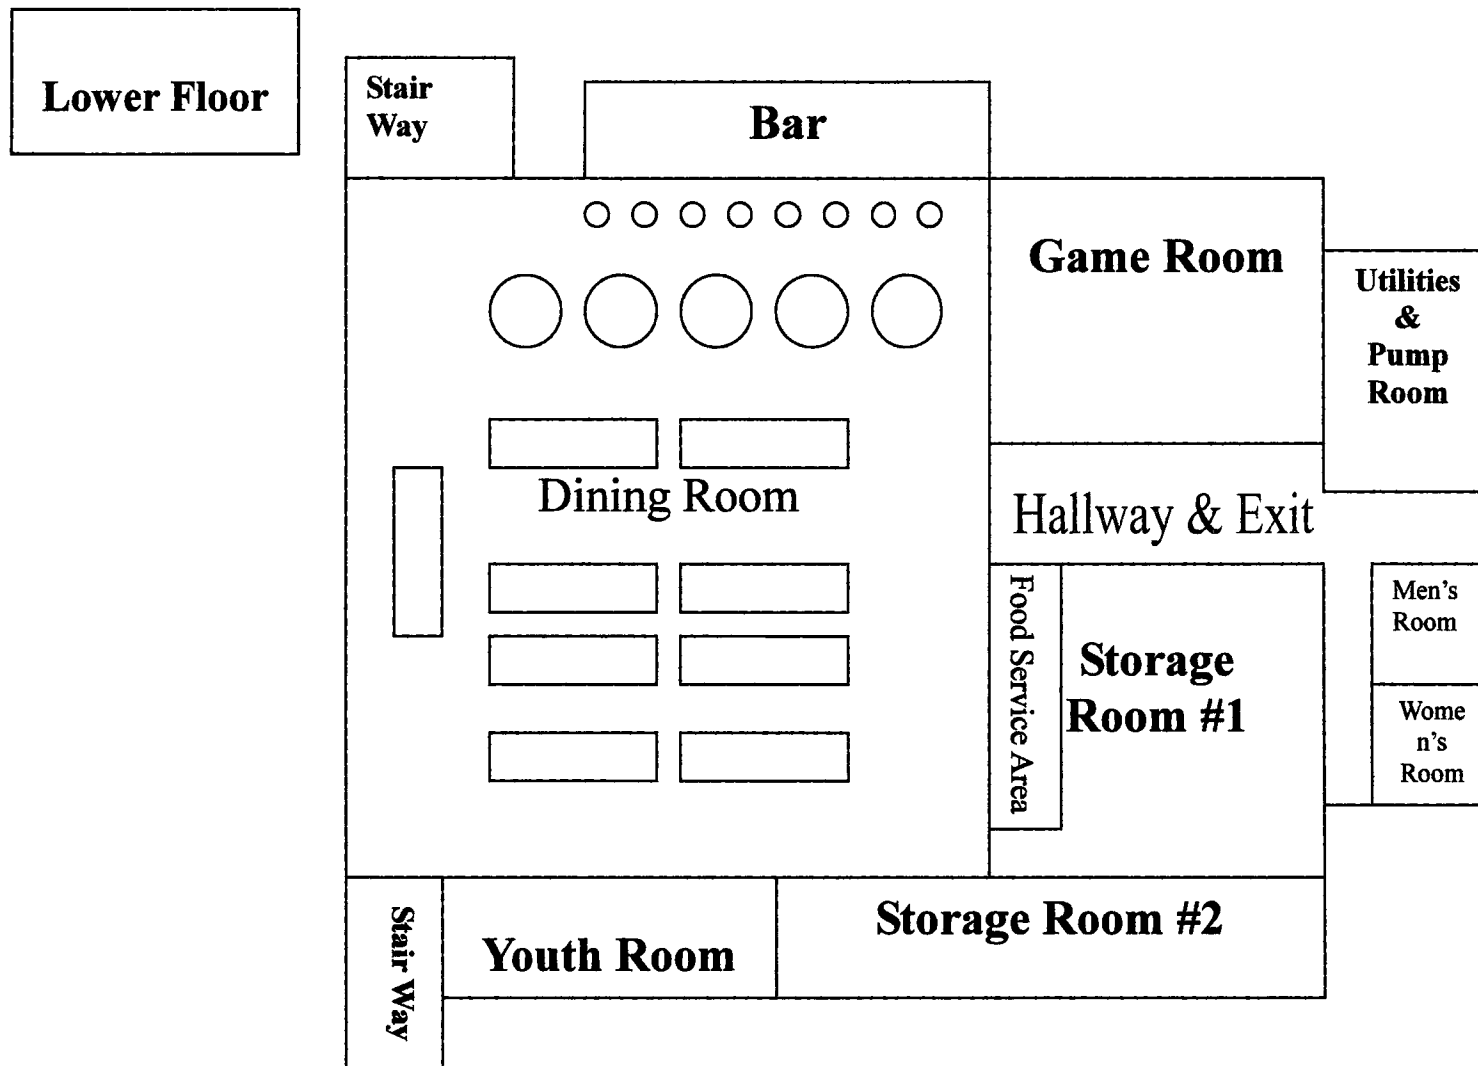 Lower Floor
Stair
Way
Bar
Game Room
Utilities
&
Pump
Room
Dining Room
Hallway & Exit
Food Service Area
Storage
Room #1
Men's
Room
Wome
n's
Room
Stair Way
Youth Room
Storage Room #2